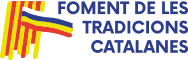 FOMENT DE LES
TRADICIONS
CATALANES